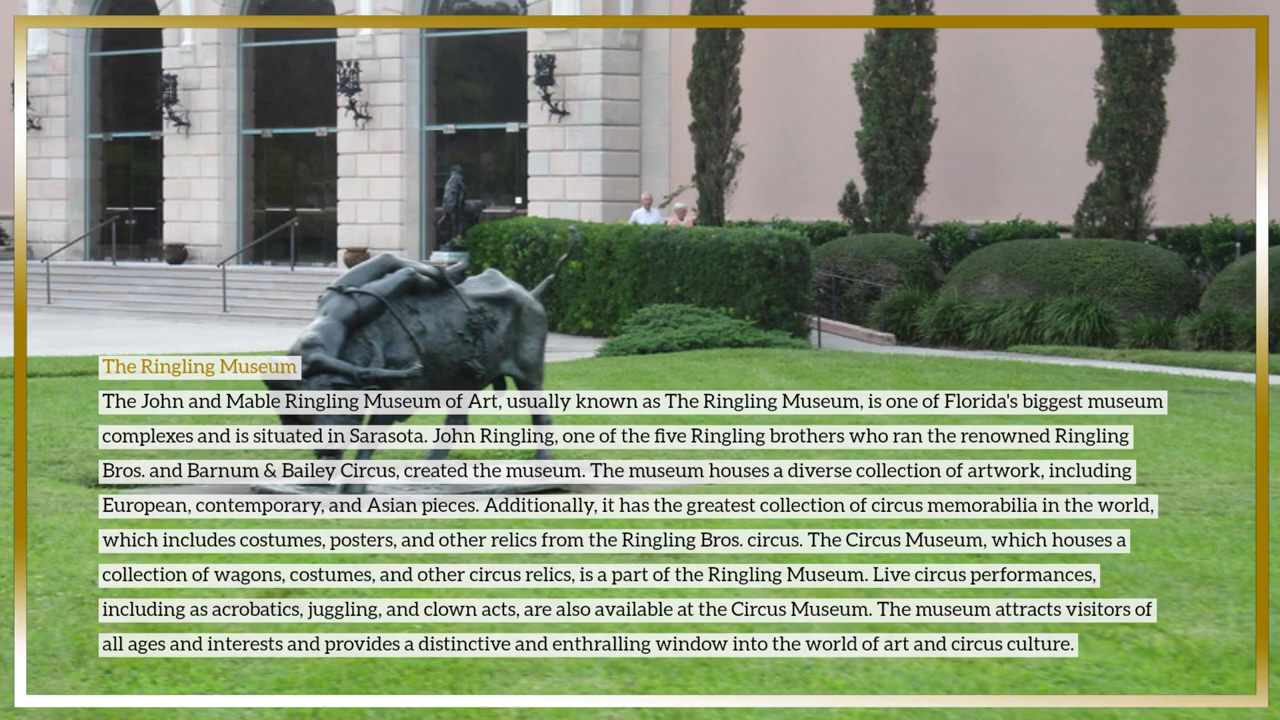 The Ringling Museum
The John and Mable Ringling Museum of Art, usually known as The Ringling Museum, is one of Florida's biggest museum
complexes and is situated in Sarasota. John Ringling, one of the five Ringling brothers who ran the renowned Ringling
Bros. and Barnum & Bailey Circus, created the museum. The museum houses a diverse collection of artwork, including
European, contemporary, and Asian pieces. Additionally, it has the greatest collection of circus memorabilia in the world,
which includes costumes, posters, and other relics from the Ringling Bros. circus. The Circus Museum, which houses a
collection of wagons, costumes, and other circus relics, is a part of the Ringling Museum. Live circus performances,
including as acrobatics, juggling, and clown acts, are also available at the Circus Museum. The museum attracts visitors of
all ages and interests and provides a distinctive and enthralling window into the world of art and circus culture.